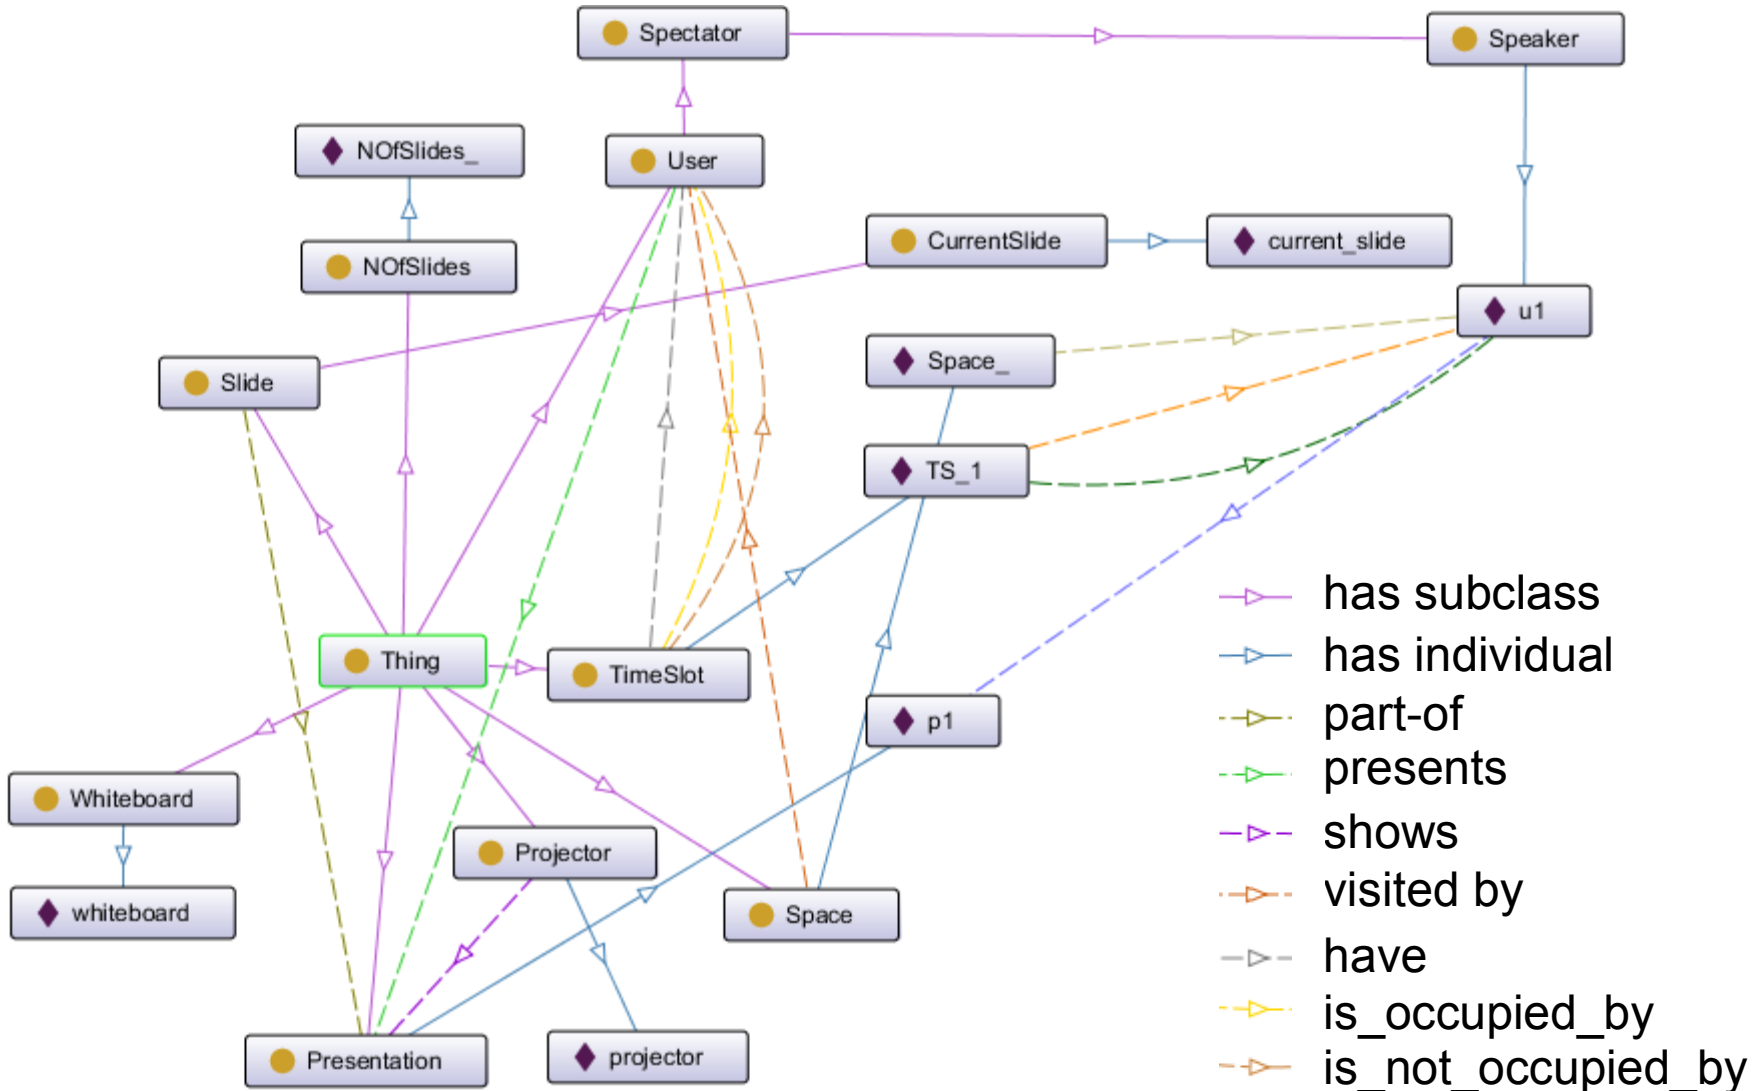 Spectator
Speaker
NOfSlides_
User
CurrentSlide
current_slide
NOfSlides
u1
Space_
Slide
TS_1
has subclass
has individual
Thing
TimeSlot
part-of
p1
presents
Whiteboard
shows
Projector
visited by
whiteboard
Space
have
is_occupied_by
Presentation
projector
is_not_occupied_by